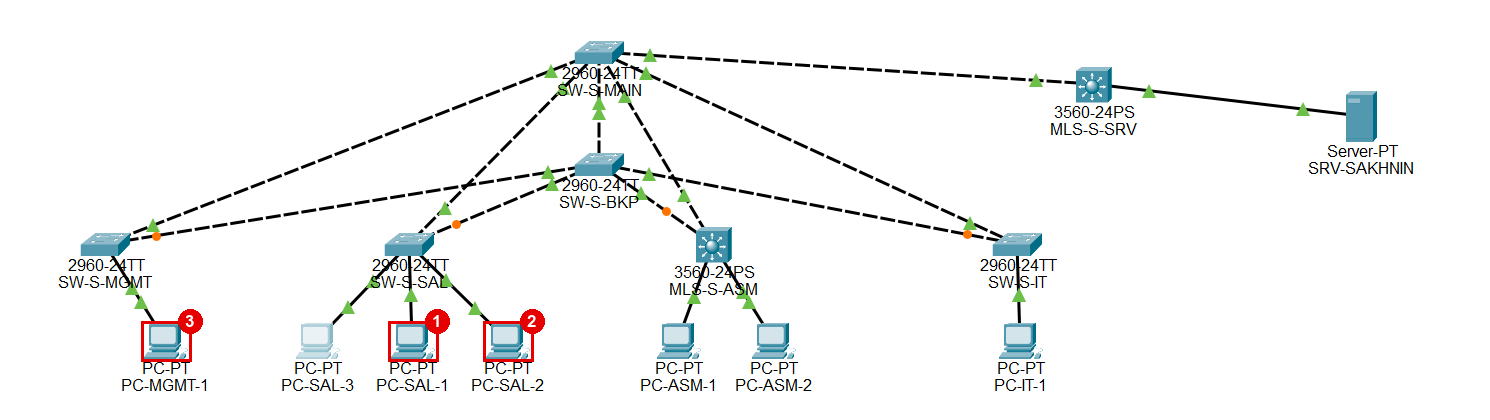 2960-24TT
SW-S-MAIN
3560-24PS
MLS-S-SRV
Server-PT
SRV-SAKHNIN
2960-24TT
SW-S-BKP
2960-24TT
SW-S-MGMT
2960-24TT
SW-S-SAL
3560-24PS
MLS-S-ASM
2960-24TT
SW-S-IT
3
1
2
PC-PT
PC-MGMT-1
PC-PT
PC-SAL-3
PC-PT
PC-SAL-1
PC-PT
PC-SAL-2
PC-PT
PC-ASM-1
PC-PT
PC-ASM-2
PC-PT
PC-IT-1